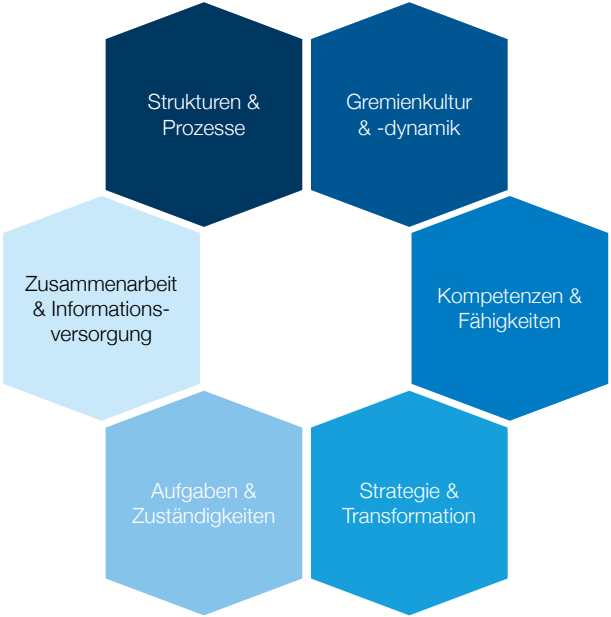 Strukturen &
Prozesse
Gremienkultur
& -dynamik
Zusammenarbeit
& Informations-
versorgung
Kompetenzen &
Fähigkeiten
Aufgaben &
Zuständigkeiten
Strategie &
Transformation